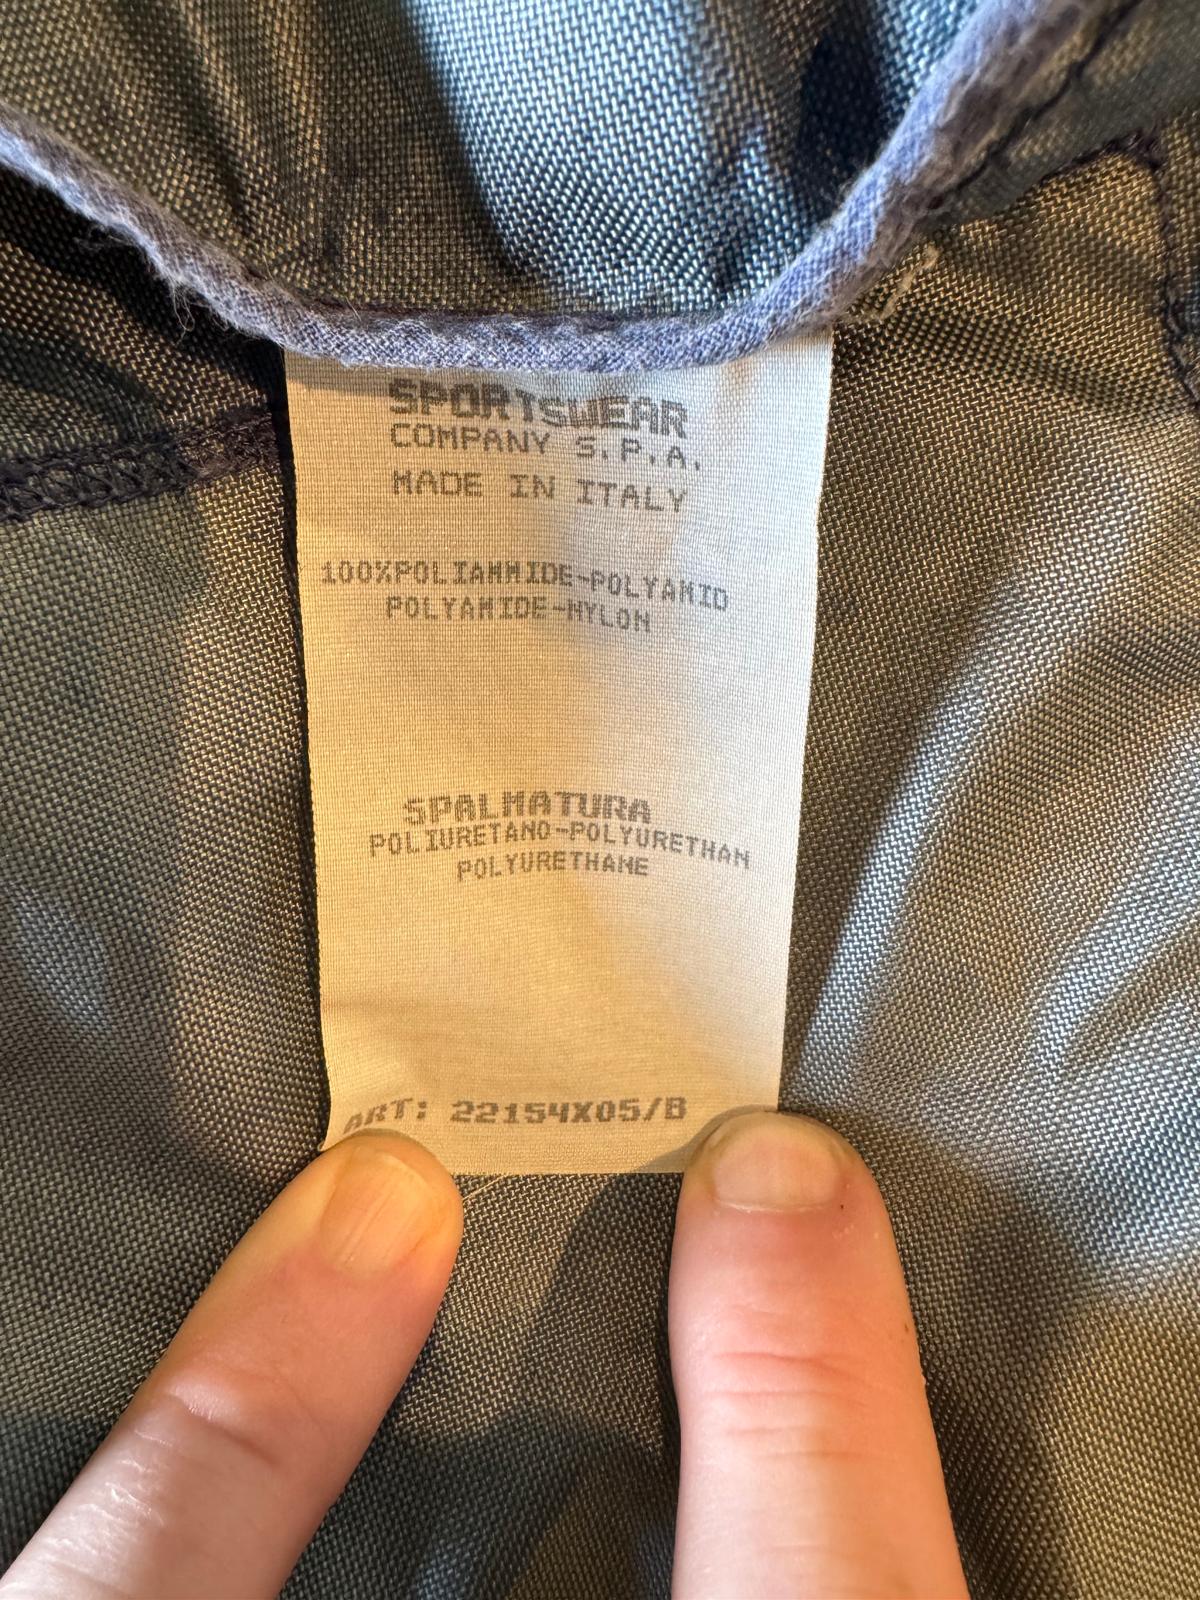 SPORTSWEAR
COMPANY S.P.A.
MADE IN ITALY
100%POLIAMMIDE-POLYAMID
POLYAMIDE-NYLON
SPALMATURA
POLIURETANO-POLYURETHAN
POLYURETHANE
ART: 22154X05/B